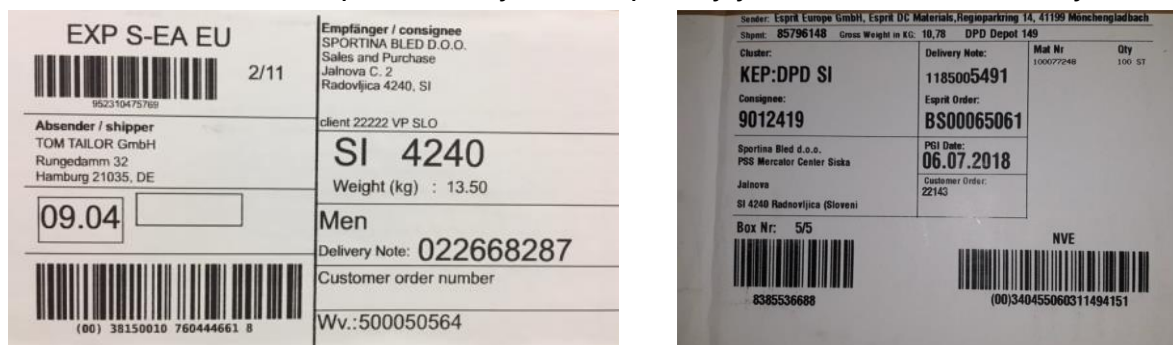 EXP S-EA EU
2/11
952310475769
Absender / shipper
TOM TAILOR GmbH
Rungedamm 32
Hamburg 21035, DE
09.04
(00) 38150010 760444661 8
Empfänger / consignee
SPORTINA BLED D.O.O.
Sales and Purchase
Jalnova C. 2
Radovljica 4240, SI
client 22222 VP SLO
SI 4240
Weight (kg) : 13.50
Men
Delivery Note: 022668287
Customer order number
Wv.:500050564
Sender: Esprit Europe GmbH, Esprit DC Materials,Regioparkring 14, 41199 Mönchengladbach
Shpmt: 85796148 Gross Weight in KG: 10,78 DPD Depot 149
Cluster:
KEP:DPD SI
Consignee:
9012419
Sportina Bled d.o.o.
PSS Mercator Center Siska
Jalnova
SI 4240 Radnovljica (Sloveni
Delivery Note:
1185005491
Esprit Order:
BS00065061
PGI Date:
06.07.2018
Customer Order:
22143
Mat Nr Qty
100077248 100 ST
Box Nr: 5/5
8385536688
NVE
(00)340455060311494151